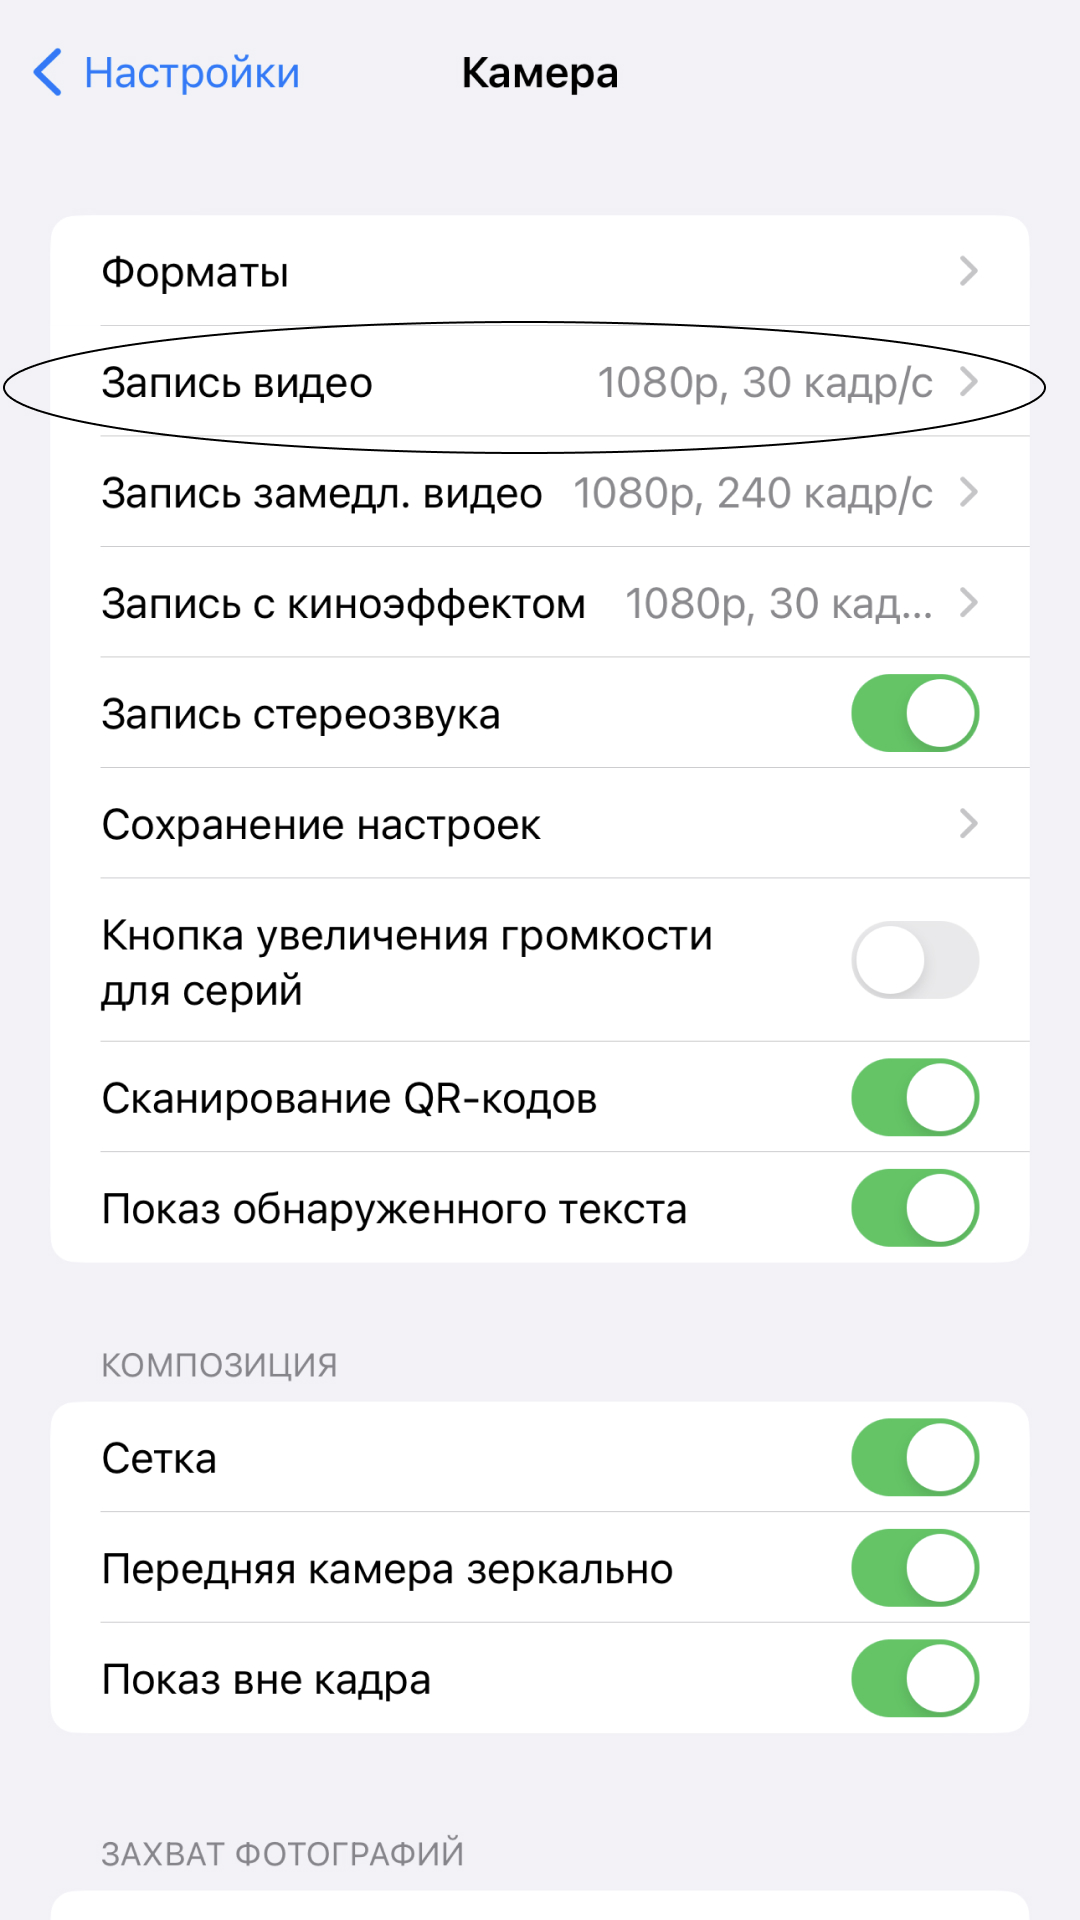 Настройки
Камера
Форматы
Запись видео 1080p, 30 кадр/с
Запись замедл. видео 1080p, 240 кадр/с
Запись с киноэффектом 1080p, 30 кад...
Запись стереозвука
Сохранение настроек
Кнопка увеличения громкости
для серий
Сканирование QR-кодов
Показ обнаруженного текста
КОМПОЗИЦИЯ
Сетка
Передняя камера зеркально
Показ вне кадра
ЗАХВАТ ФОТОГРАФИЙ